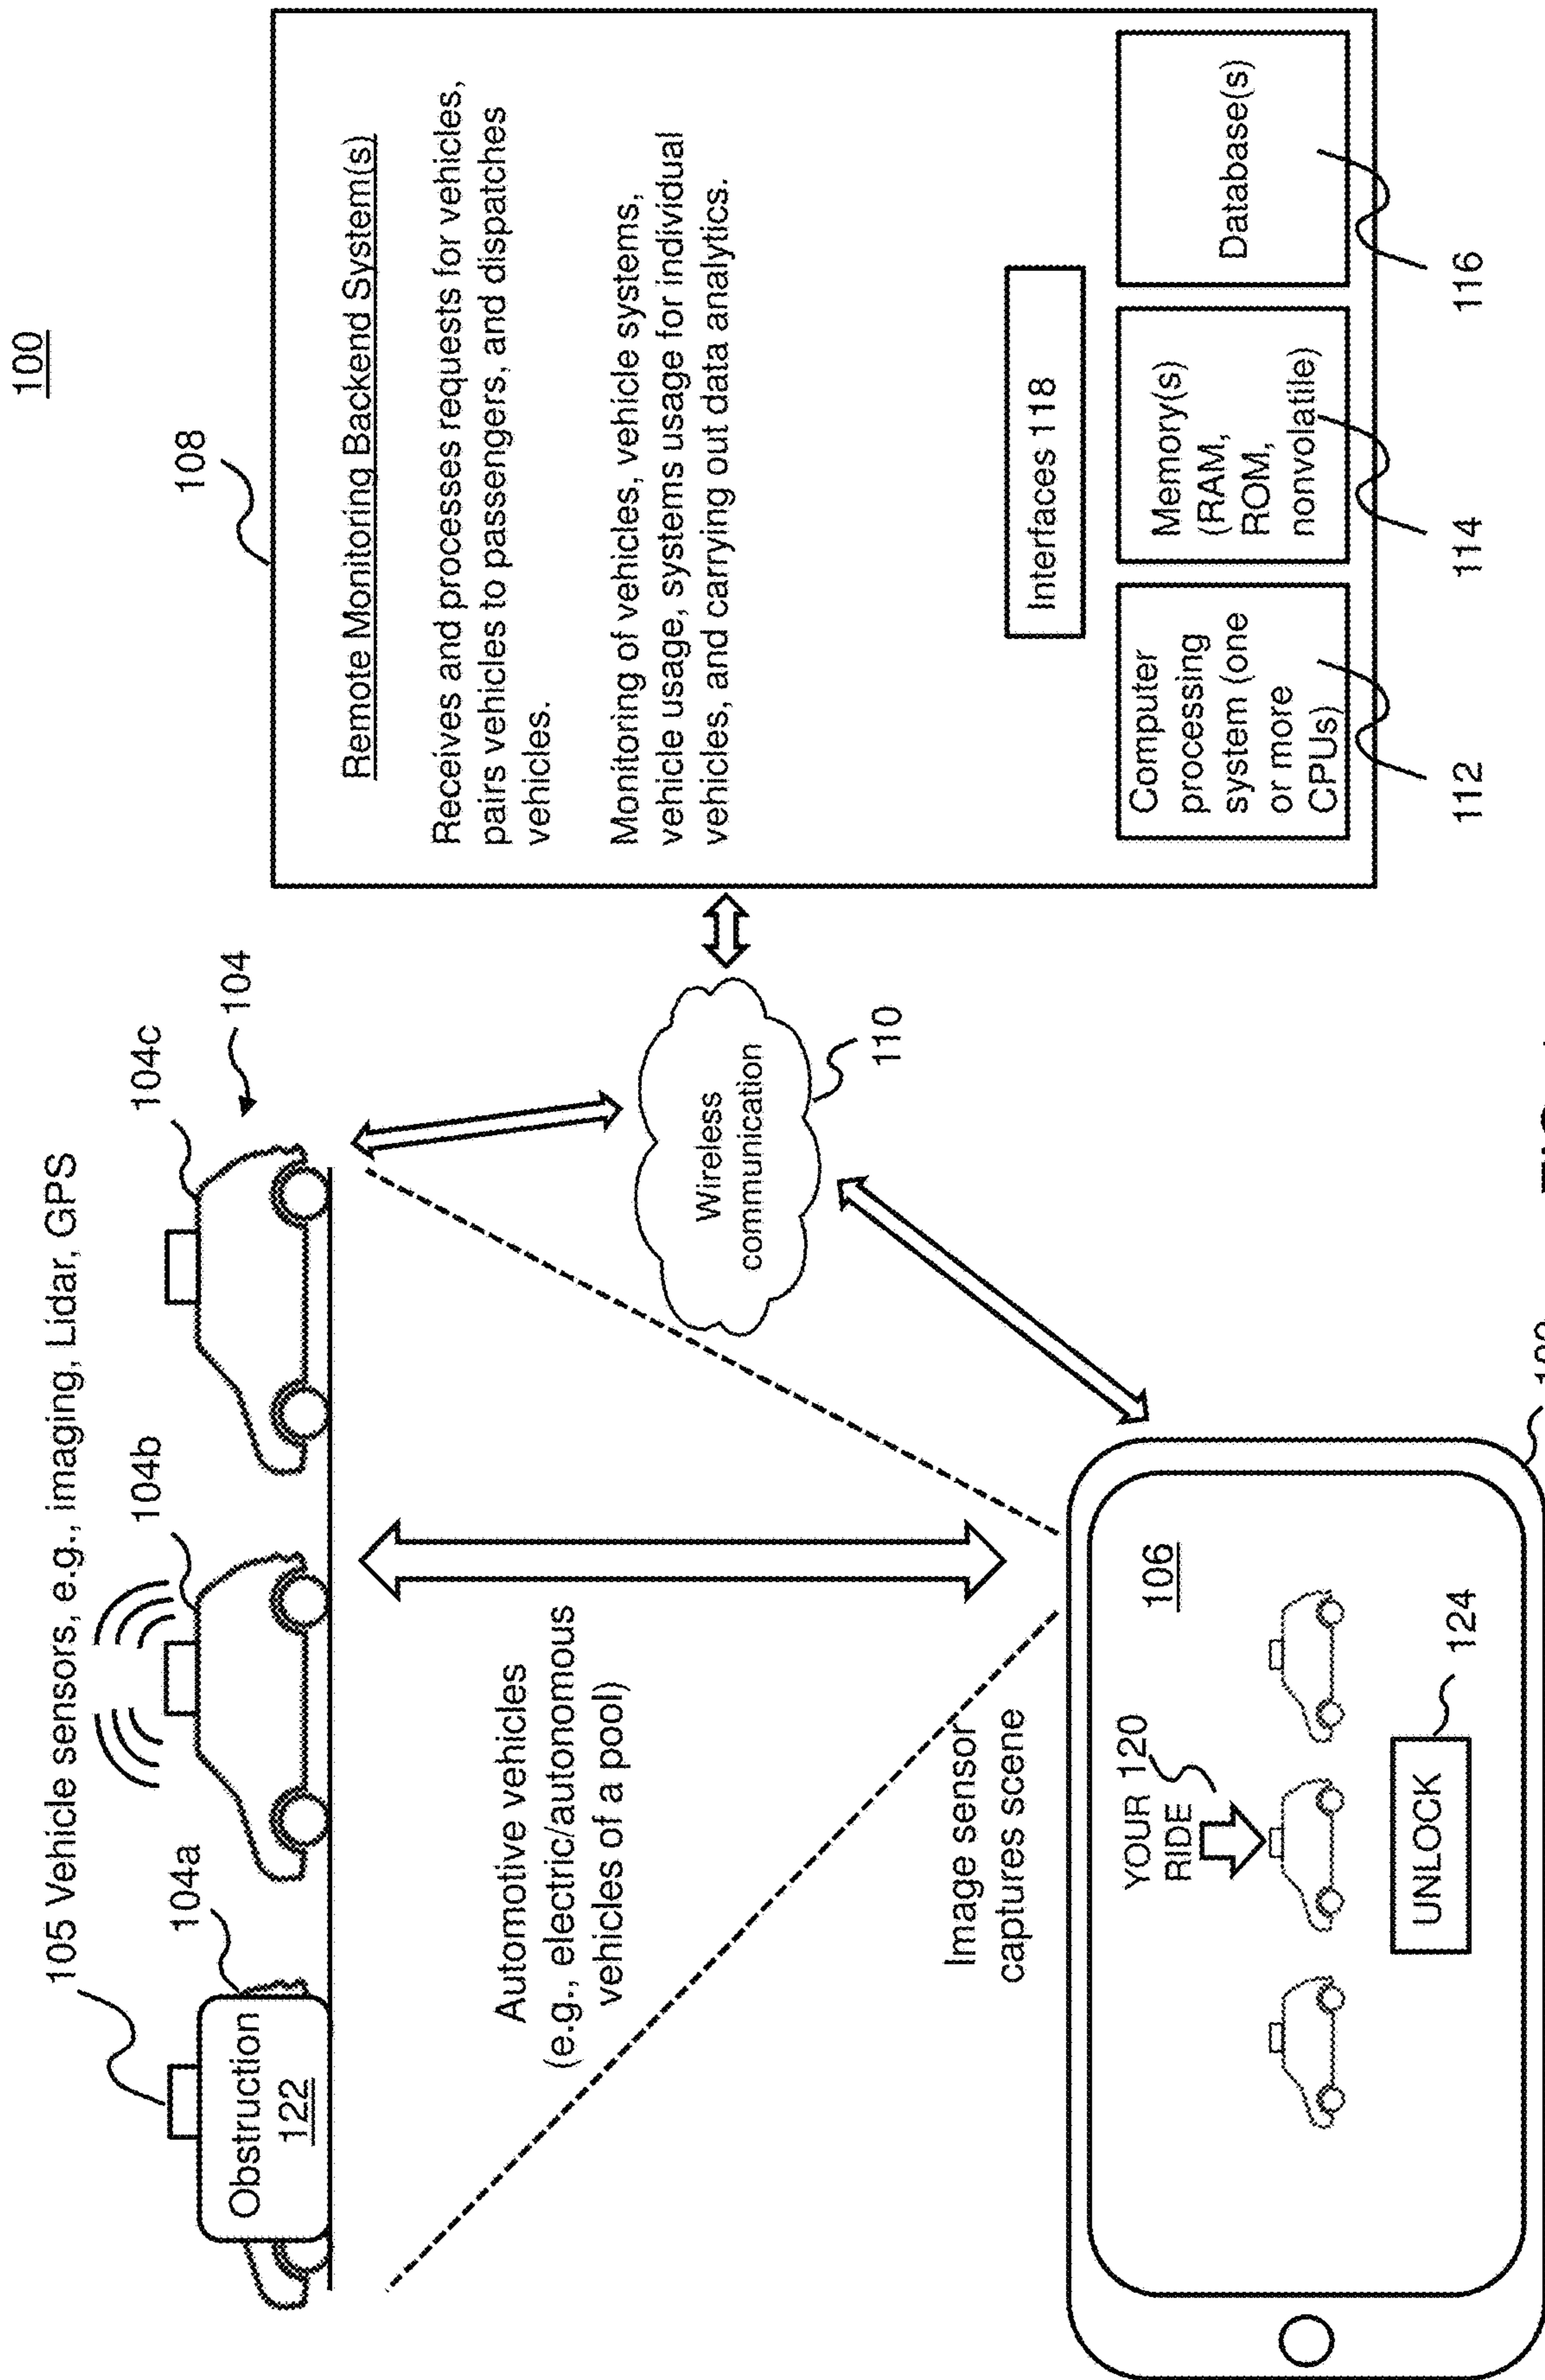 100
105 Vehicle sensors, e.g., imaging, Lidar, GPS
104a
104b
104c
104
Obstruction
122
Automotive vehicles
(e.g., electric/autonomous
vehicles of a pool)
Image sensor
captures scene
Wireless
communication
110
106
YOUR 120
RIDE
UNLOCK
124
108
Remote Monitoring Backend System(s)
Receives and processes requests for vehicles,
pairs vehicles to passengers, and dispatches
vehicles.
Monitoring of vehicles, vehicle systems,
vehicle usage, systems usage for individual
vehicles, and carrying out data analytics.
Interfaces 118
Computer
processing
system (one
or more
CPUs)
Memory(s)
(RAM,
ROM,
nonvolatile)
Database(s)
112
114
116